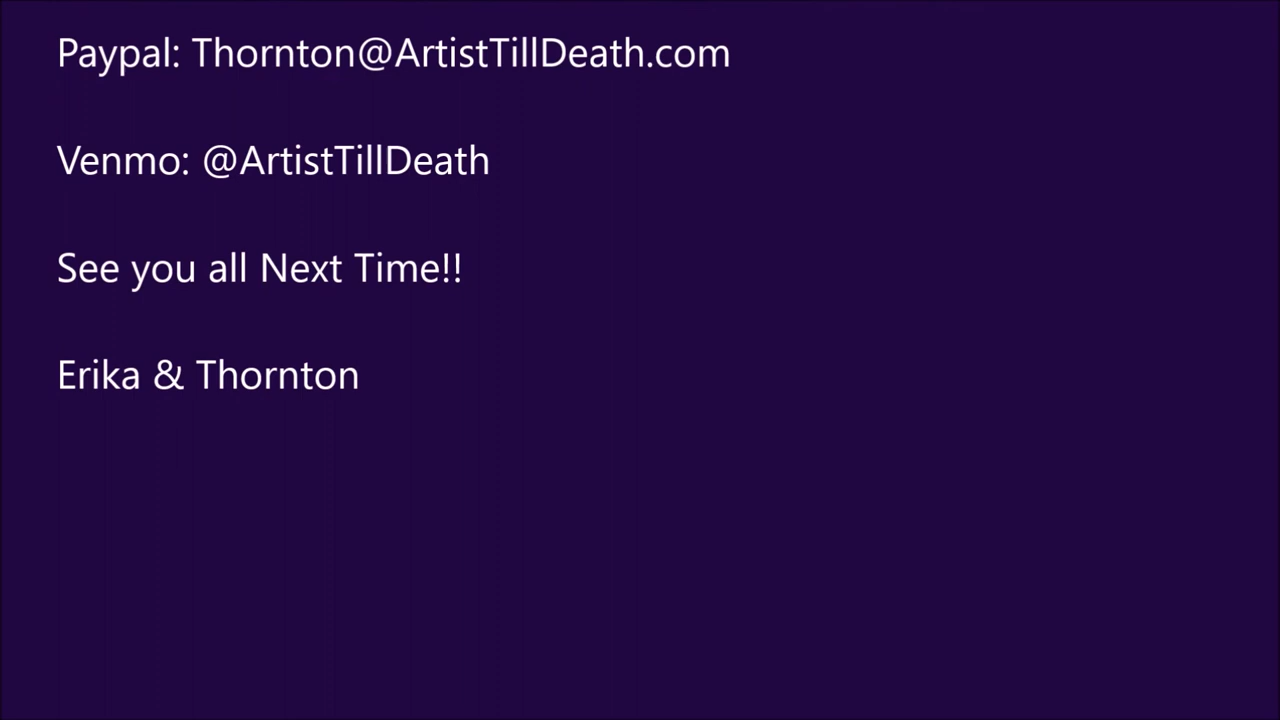 Paypal: Thornton@ArtistTillDeath.com
Venmo: @ArtistTillDeath
See you all Next Time!!
Erika & Thornton